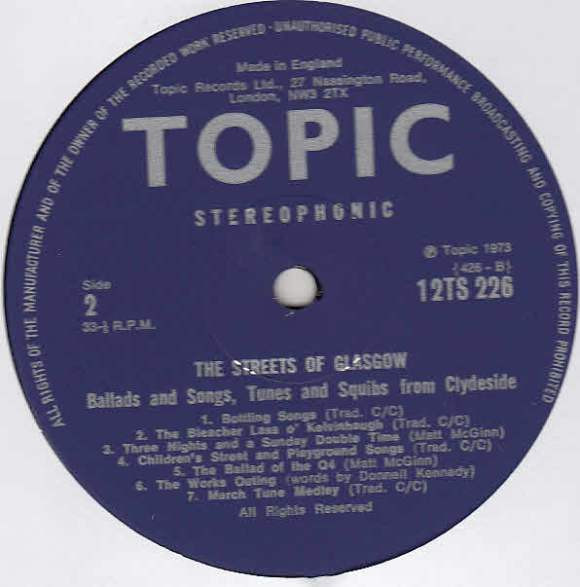 ALL RIGHTS OF THE MANUFACTURER AND OF THE OWNER OF THE RECORDED WORK RESERVED · UNAUTHORISED PUBLIC PERFORMANCE BROADCASTING AND COPYING OF THIS RECORD PROHIBITED
Made in England
Topic Records Ltd., 27 Nassington Road,
London, NW3 2TX
TOPIC
STEREOPHONIC
Side
2
33-⅓ R.P.M.
℗ Topic 1973
(426 - B)
12TS 226
THE STREETS OF GLASGOW
Ballads and Songs, Tunes and Squibs from Clydeside
1. Bottling Songs (Trad. C/C)
2. The Bleacher Lass o' Kelvinhaugh (Trad. C/C)
3. Three Nights and a Sunday Double Time (Matt McGinn)
4. Children's Street and Playground Songs (Trad. C/C)
5. The Ballad of the Q4 (Matt McGinn)
6. The Works Outing (words by Donnell Kennedy)
7. March Tune Medley (Trad. C/C)
All Rights Reserved